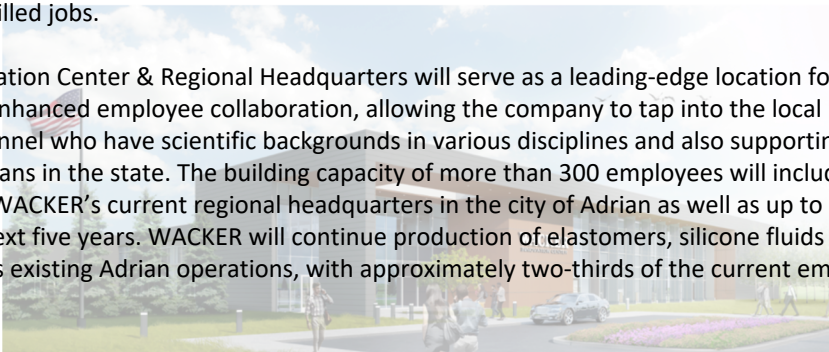 illed jobs.
ation Center & Regional Headquarters will serve as a leading-edge location fo
nhanced employee collaboration, allowing the company to tap into the local
nnel who have scientific backgrounds in various disciplines and also supportin
ans in the state. The building capacity of more than 300 employees will includ
WACKER’s current regional headquarters in the city of Adrian as well as up to
ext five years. WACKER will continue production of elastomers, silicone fluids
s existing Adrian operations, with approximately two-thirds of the current em